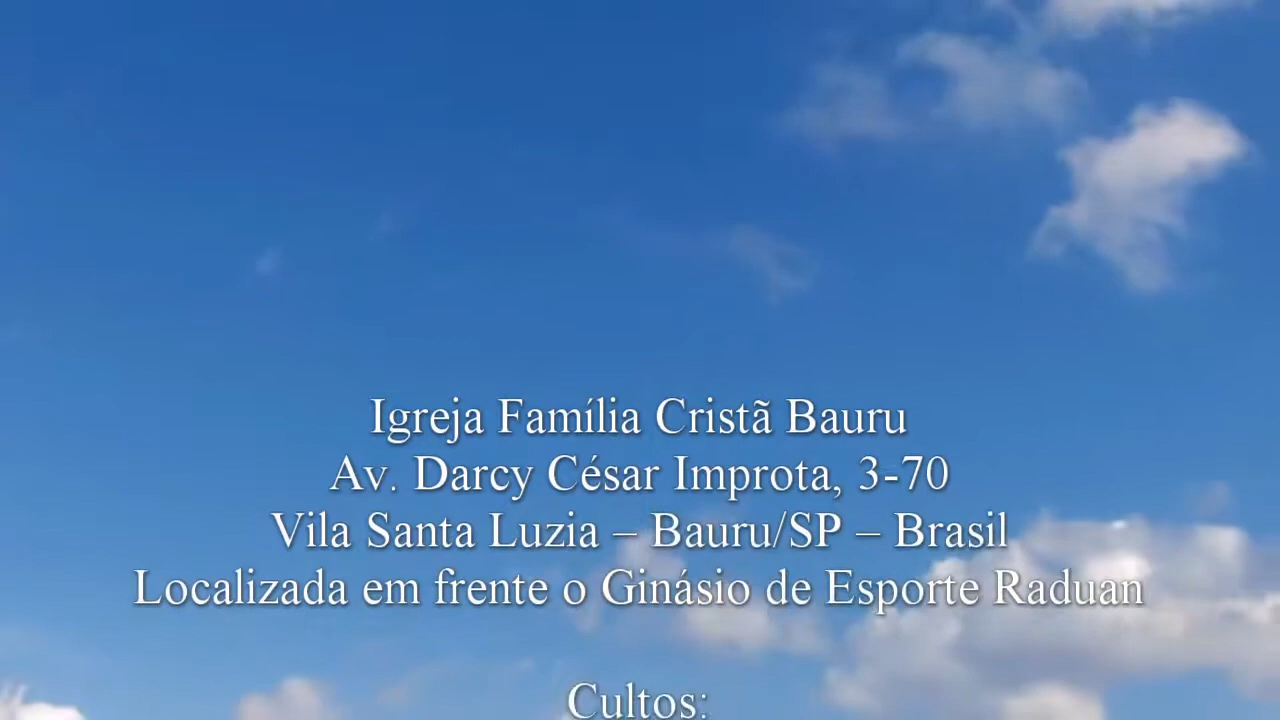 Igreja Família Cristã Bauru
Av. Darcy César Improta, 3-70
Vila Santa Luzia – Bauru/SP – Brasil
Localizada em frente o Ginásio de Esporte Raduan
Cultos: